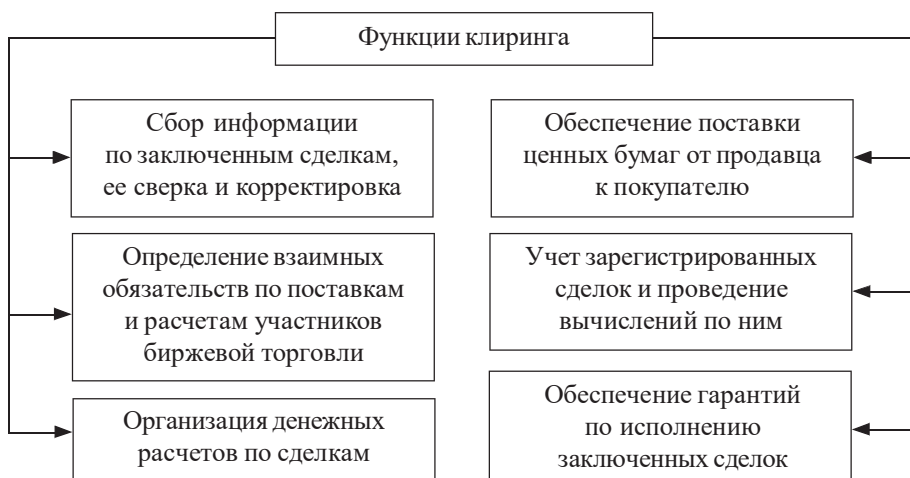 Функции клиринга
Сбор информации
по заключенным сделкам,
ее сверка и корректировка
Определение взаимных
обязательств по поставкам
и расчетам участников
биржевой торговли
Организация денежных
расчетов по сделкам
Обеспечение поставки
ценных бумаг от продавца
к покупателю
Учет зарегистрированных
сделок и проведение
вычислений по ним
Обеспечение гарантий
по исполнению
заключенных сделок